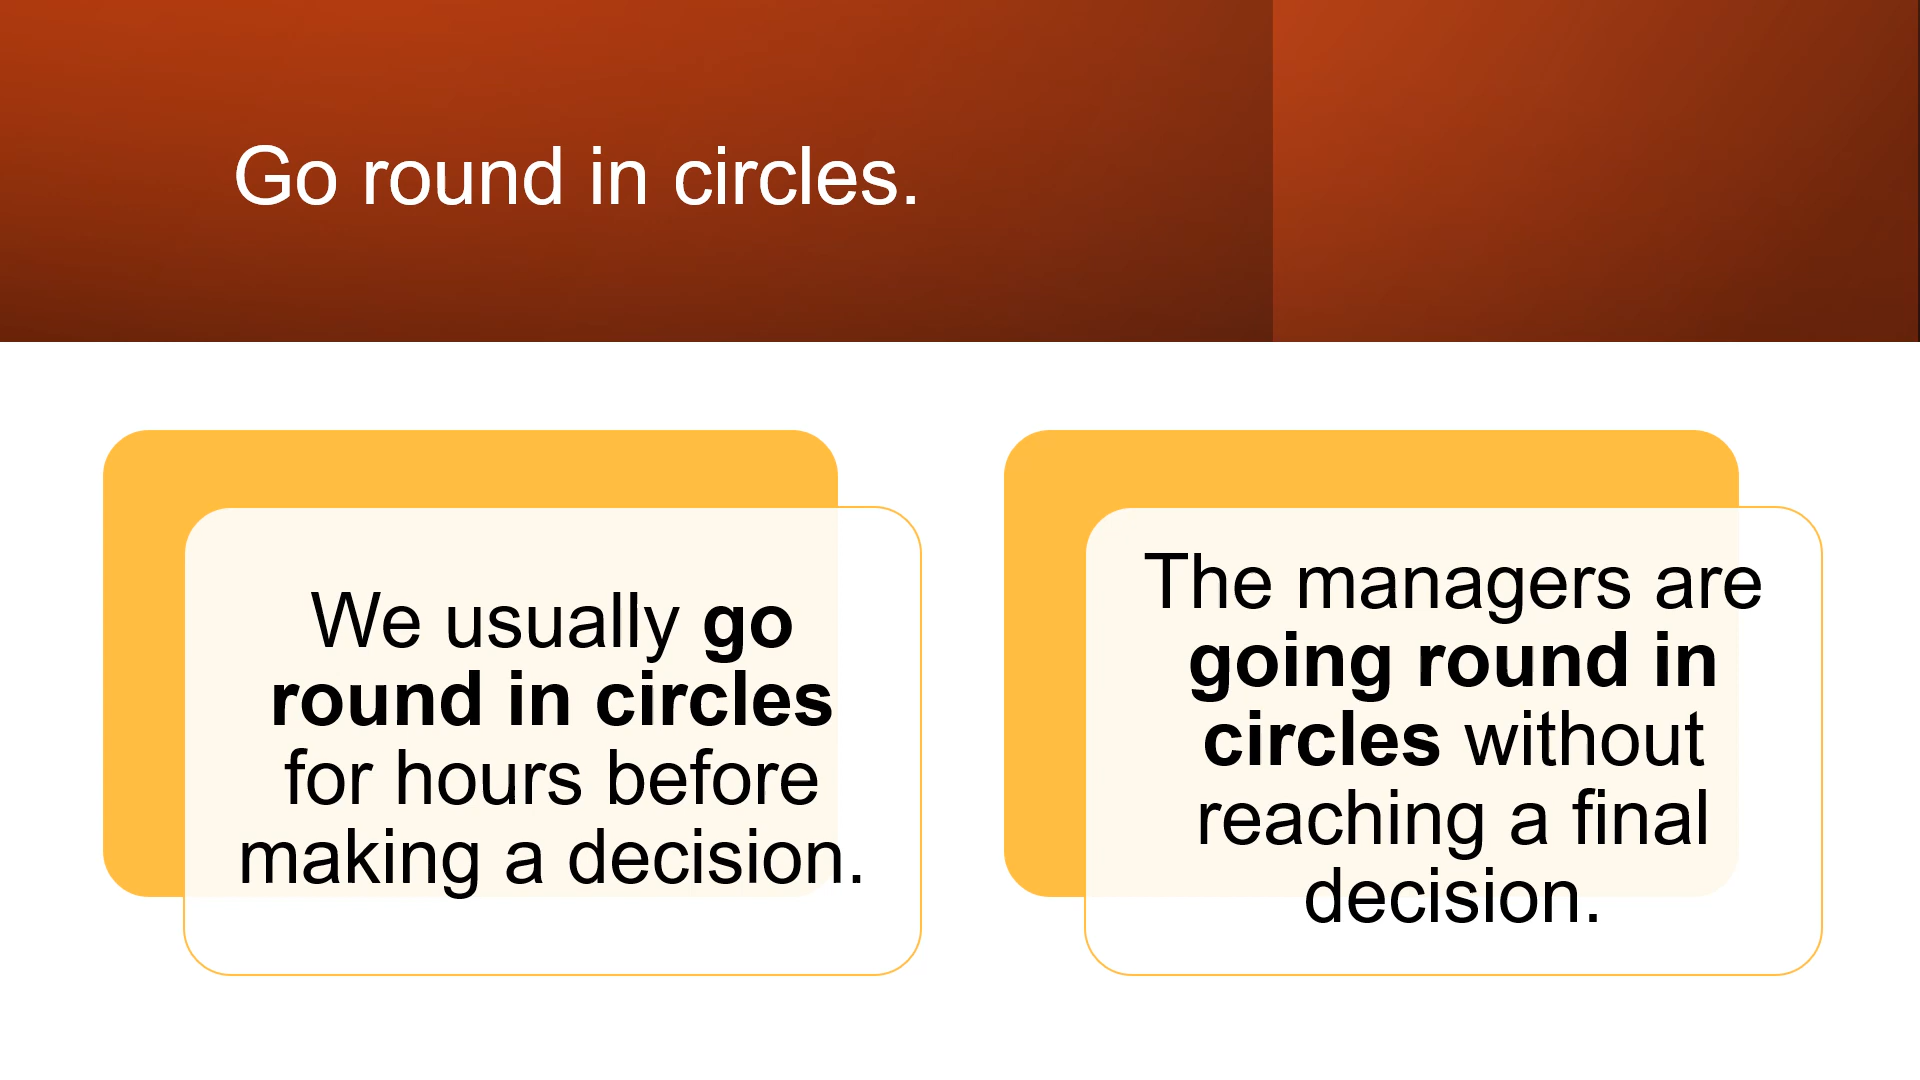 Go round in circles.
We usually go
round in circles
for hours before
making a decision.
The managers are
going round in
circles without
reaching a final
decision.